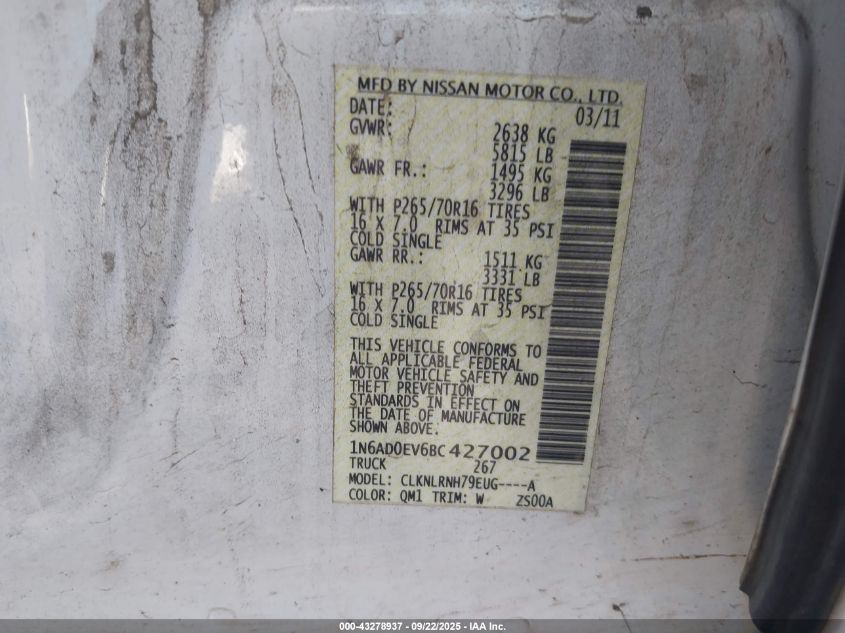 MFD BY NISSAN MOTOR CO., LTD.
DATE: 03/11
GVWR: 2638 KG
5815 LB
GAWR FR.: 1495 KG
3296 LB
WITH P265/70R16 TIRES
16 X 7.0 RIMS AT 35 PSI
COLD SINGLE
GAWR RR.: 1511 KG
3331 LB
WITH P265/70R16 TIRES
16 X 7.0 RIMS AT 35 PSI
COLD SINGLE
THIS VEHICLE CONFORMS TO
ALL APPLICABLE FEDERAL
MOTOR VEHICLE SAFETY AND
THEFT PREVENTION
STANDARDS IN EFFECT ON
THE DATE OF MANUFACTURE
SHOWN ABOVE:
1N6AD0EV6BC427002
TRUCK 267
MODEL: CLKNLRNH79EUG----A
COLOR: QM1 TRIM: W ZS00A
000-43278937 - 09/22/2025 - IAA Inc.